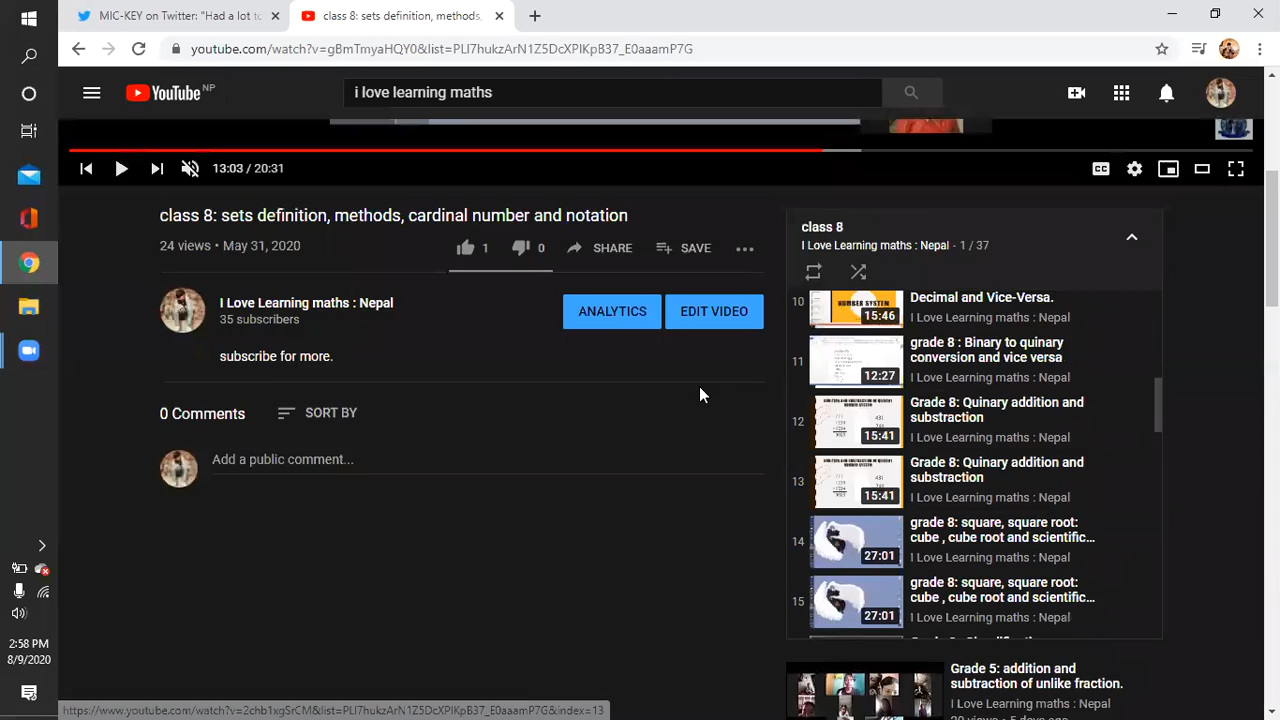 MIC-KEY on Twitter: "Had a lot to
class 8: sets definition, methods,
youtube.com/watch?v=gBmTmyaHQY0&list=PLI7hukzArN1Z5DcXPIKpB37_E0aaamP7G
YouTube NP
i love learning maths
13:03 / 20:31
class 8: sets definition, methods, cardinal number and notation
24 views • May 31, 2020
1
0
SHARE
SAVE
I Love Learning maths : Nepal
35 subscribers
ANALYTICS
EDIT VIDEO
subscribe for more.
0 Comments
SORT BY
Add a public comment...
class 8
I Love Learning maths : Nepal - 1 / 37
10
NUMBER SYSTEM
15:46
Decimal and Vice-Versa.
I Love Learning maths : Nepal
11
12:27
grade 8 : Binary to quinary
conversion and vice versa
I Love Learning maths : Nepal
12
15:41
Grade 8: Quinary addition and
substraction
I Love Learning maths : Nepal
13
15:41
Grade 8: Quinary addition and
substraction
I Love Learning maths : Nepal
14
27:01
grade 8: square, square root:
cube , cube root and scientific...
I Love Learning maths : Nepal
15
27:01
grade 8: square, square root:
cube , cube root and scientific...
I Love Learning maths : Nepal
Grade 5: addition and
subtraction of unlike fraction.
I Love Learning maths : Nepal
2:58 PM
8/9/2020
https://www.youtube.com/watch?v=2chb1xgSrCM&list=PLI7hukzArN1Z5DcXPIKpB37_E0aaamP7G&index=13